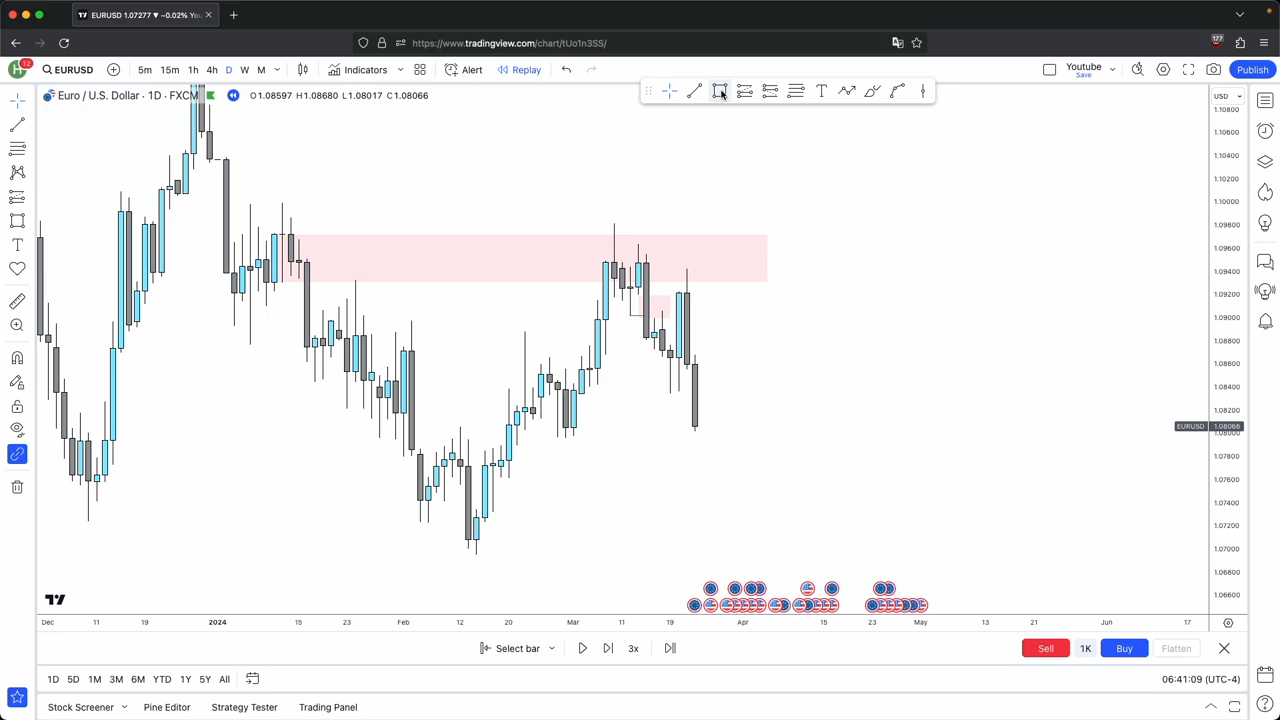 EURUSD 1.07277 ▼ −0.02% You
https://www.tradingview.com/chart/tUo1n3SS/
177
H
12
EURUSD
5m 15m 1h 4h D W M
Indicators
Alert
Replay
Youtube
Save
Publish
Euro / U.S. Dollar · 1D · FXCM
O1.08597 H1.08680 L1.08017 C1.08066
T
T
USD
1.10800
1.10400
1.10200
1.10000
1.09800
1.09600
1.09400
1.09200
1.09000
1.08800
1.08600
1.08400
1.08200
EURUSD 1.08066
1.08000
1.07800
1.07600
1.07400
1.07200
1.07000
1.06800
1.06600
Dec 11 19 2024 15 23 Feb 12 20 Mar 11 19 Apr 15 23 May 13 21 Jun 17
Select bar
3x
Sell 1K Buy Flatten
1D 5D 1M 3M 6M YTD 1Y 5Y All
06:41:09 (UTC-4)
Stock Screener Pine Editor Strategy Tester Trading Panel